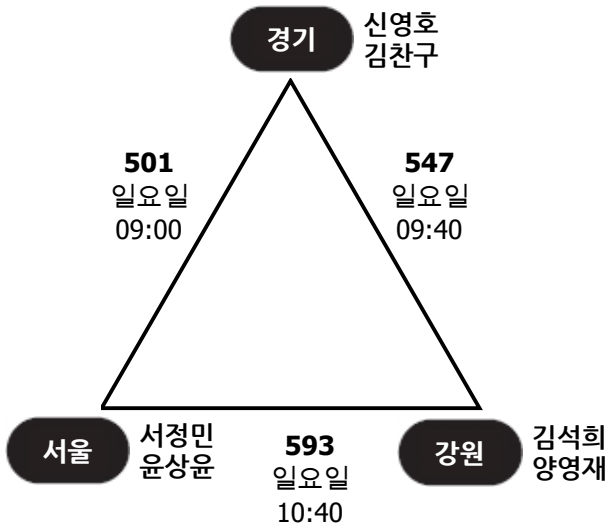 경기
신영호
김찬구
501
일요일
09:00
547
일요일
09:40
서울
서정민
윤상윤
593
일요일
10:40
강원
김석희
양영재